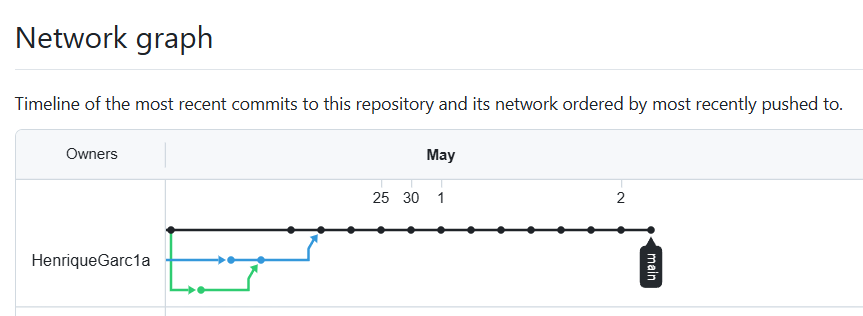 Network graph
Timeline of the most recent commits to this repository and its network ordered by most recently pushed to.
Owners May
25 30 1 2
HenriqueGarc1a
main